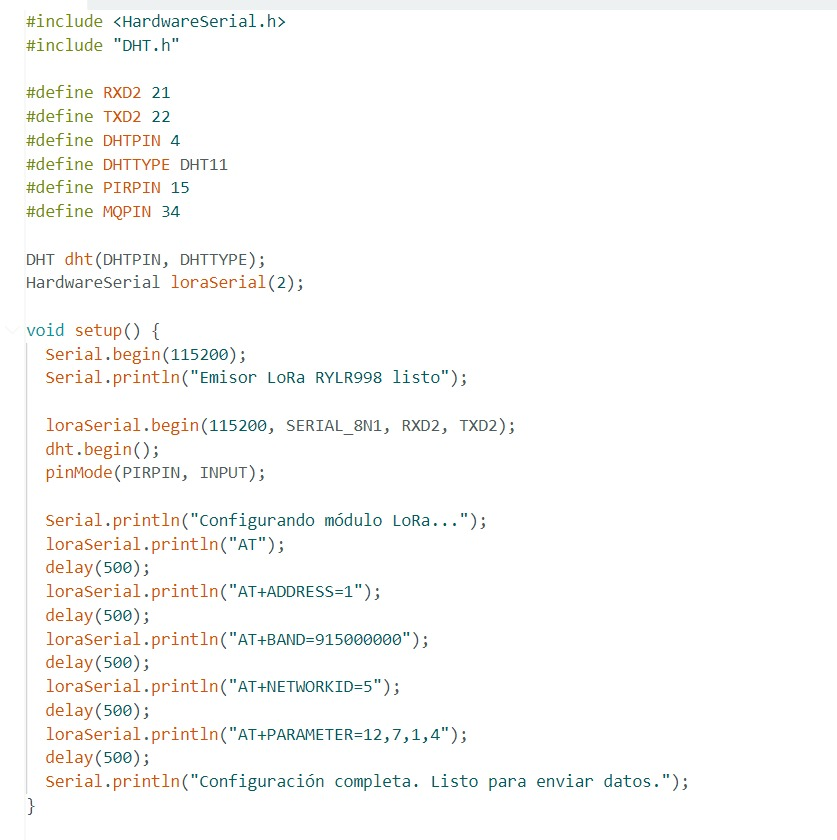 #include <HardwareSerial.h>
#include "DHT.h"
#define RXD2 21
#define TXD2 22
#define DHTPIN 4
#define DHTTYPE DHT11
#define PIRPIN 15
#define MQPIN 34
DHT dht(DHTPIN, DHTTYPE);
HardwareSerial loraSerial(2);
void setup() {
Serial.begin(115200);
Serial.println("Emisor LoRa RYLR998 listo");
loraSerial.begin(115200, SERIAL_8N1, RXD2, TXD2);
dht.begin();
pinMode(PIRPIN, INPUT);
Serial.println("Configurando módulo LoRa...");
loraSerial.println("AT");
delay(500);
loraSerial.println("AT+ADDRESS=1");
delay(500);
loraSerial.println("AT+BAND=915000000");
delay(500);
loraSerial.println("AT+NETWORKID=5");
delay(500);
loraSerial.println("AT+PARAMETER=12,7,1,4");
delay(500);
Serial.println("Configuración completa. Listo para enviar datos.");
}